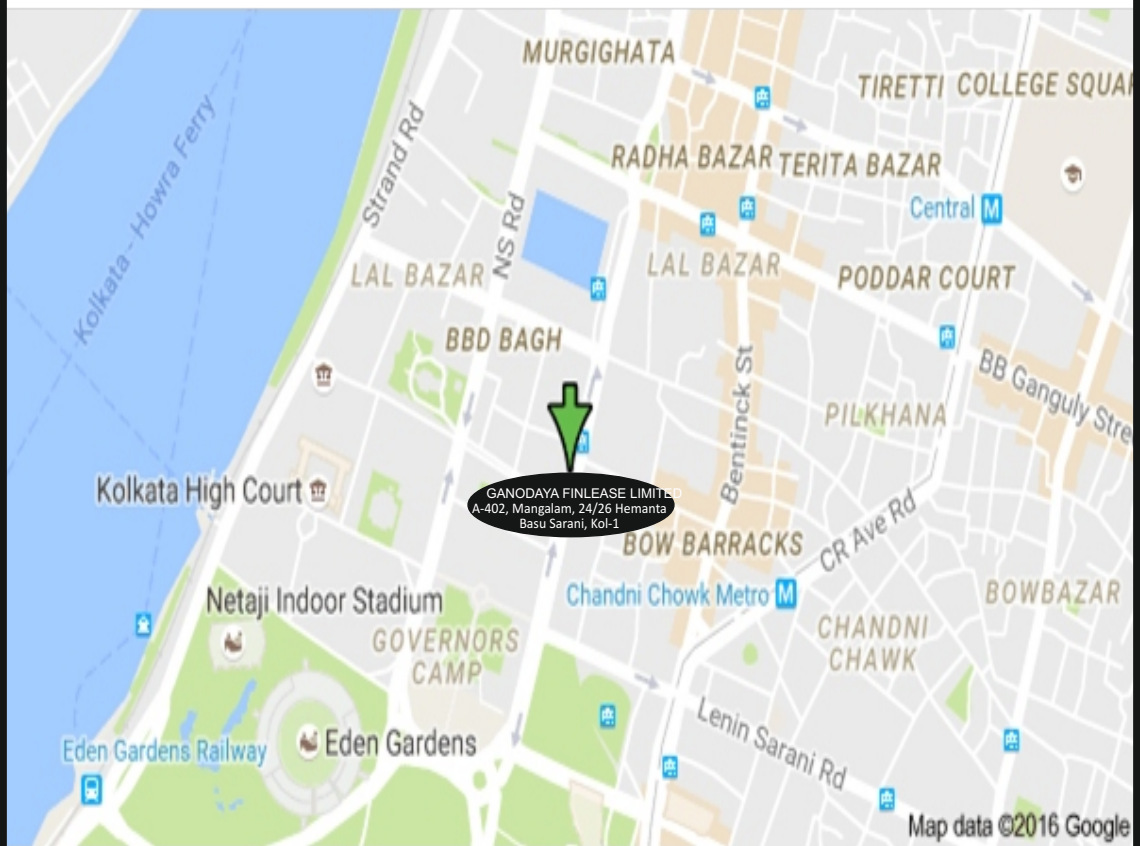 MURGIGHATA
TIRETTI
COLLEGE SQUAR
Strand Rd
RADHA BAZAR
TERITA BAZAR
Kolkata - Howra Ferry
NS Rd
Central M
LAL BAZAR
LAL BAZAR
PODDAR COURT
BBD BAGH
BB Ganguly Stre
Bentinck St
PILKHANA
Kolkata High Court
GANODAYA FINLEASE LIMITED
A-402, Mangalam, 24/26 Hemanta
Basu Sarani, Kol-1
CR Ave Rd
BOW BARRACKS
Chandni Chowk Metro M
BOWBAZAR
Netaji Indoor Stadium
GOVERNORS
CAMP
CHANDNI
CHAWK
Lenin Sarani Rd
Eden Gardens Railway
Eden Gardens
Map data ©2016 Google